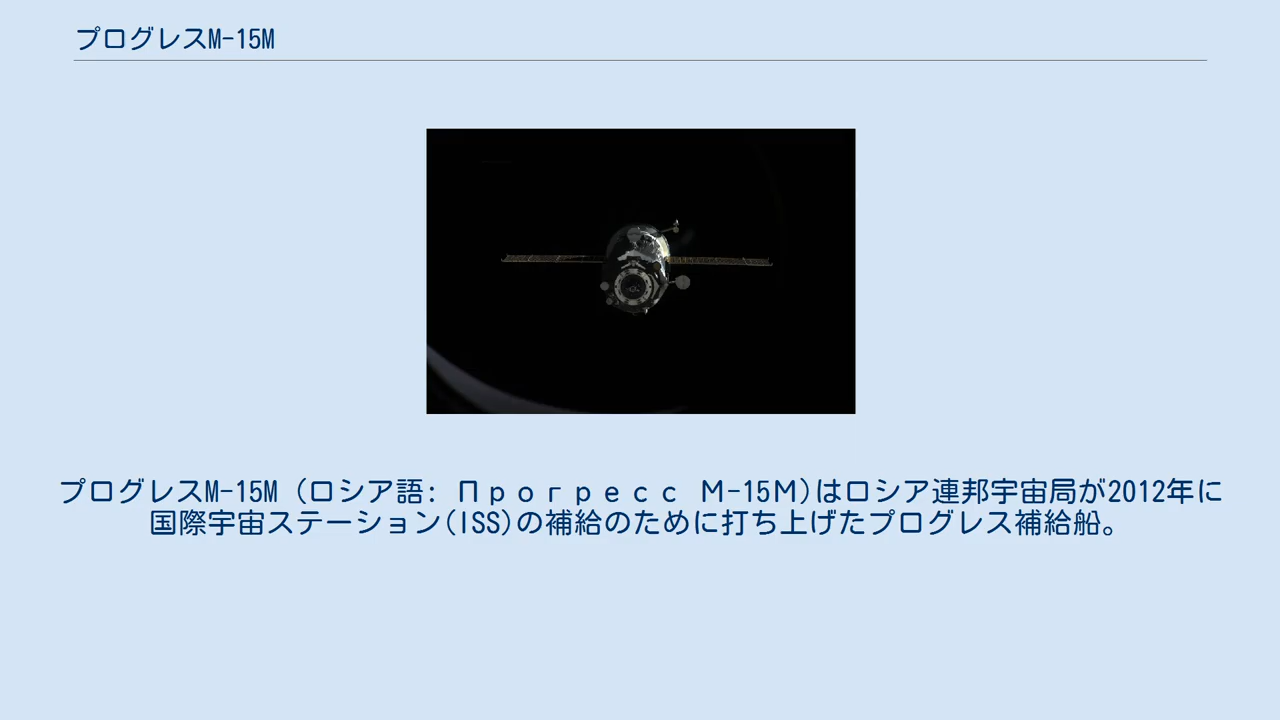 プログレスM-15M
プログレスM-15M (ロシア語: Прогресс М-15М)はロシア連邦宇宙局が2012年に
国際宇宙ステーション(ISS)の補給のために打ち上げたプログレス補給船。